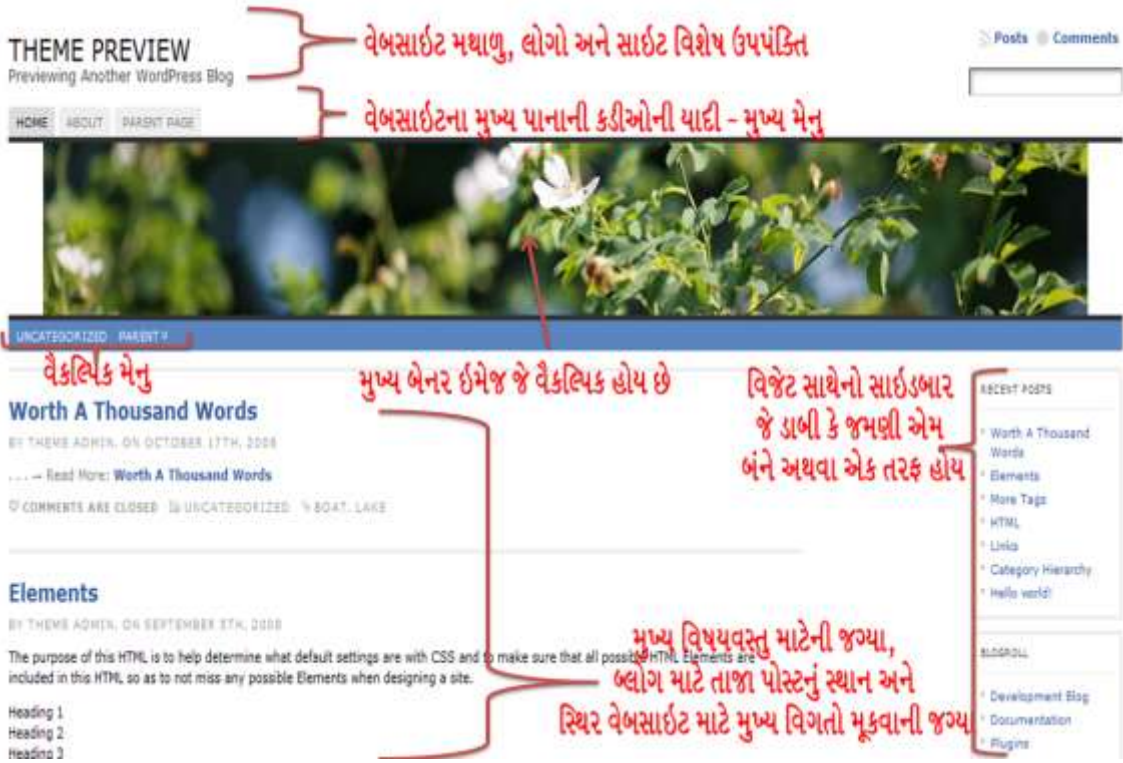 THEME PREVIEW
Previewing Another WordPress Blog
વેબસાઇટ મથાળુ, લોગો અને સાઇટ વિશેષ ઉપપંક્તિ
Posts Comments
HOME ABOUT PARENT PAGE
વેબસાઇટના મુખ્ય પાનાની કડીઓની યાદી - મુખ્ય મેનુ
UNCATEGORIZED PARENT
વૈકલ્પિક મેનુ
મુખ્ય બેનર ઇમેજ જે વૈકલ્પિક હોય છે
વિજેટ સાથેનો સાઇડબાર
જે ડાબી કે જમણી એમ
બંને અથવા એક તરફ હોય
Worth A Thousand Words
BY THEME ADMIN, ON OCTOBER 17TH, 2008
. . . → Read More: Worth A Thousand Words
COMMENTS ARE CLOSED UNCATEGORIZED BOAT, LAKE
Elements
BY THEME ADMIN, ON SEPTEMBER 5TH, 2008
The purpose of this HTML is to help determine what default settings are with CSS and to make sure that all possible HTML Elements are
included in this HTML so as to not miss any possible Elements when designing a site.
Heading 1
Heading 2
Heading 3
મુખ્ય વિષયવસ્તુ માટેની જગ્યા,
બ્લોગ માટે તાજા પોસ્ટનું સ્થાન અને
સ્થિર વેબસાઇટ માટે મુખ્ય વિગતો મૂકવાની જગ્યા
RECENT POSTS
Worth A Thousand
Words
Elements
More Tags
HTML
Links
Category Hierarchy
Hello world!
BLOGROLL
Development Blog
Documentation
Plugins